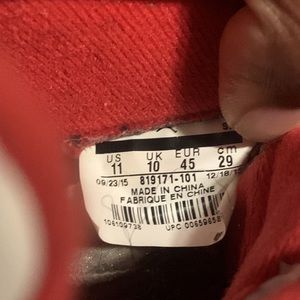 US UK EUR cm
11 10 45 29
09/23/15 819171-101 12/18/1
MADE IN CHINA
FABRIQUE EN CHINE
UPC